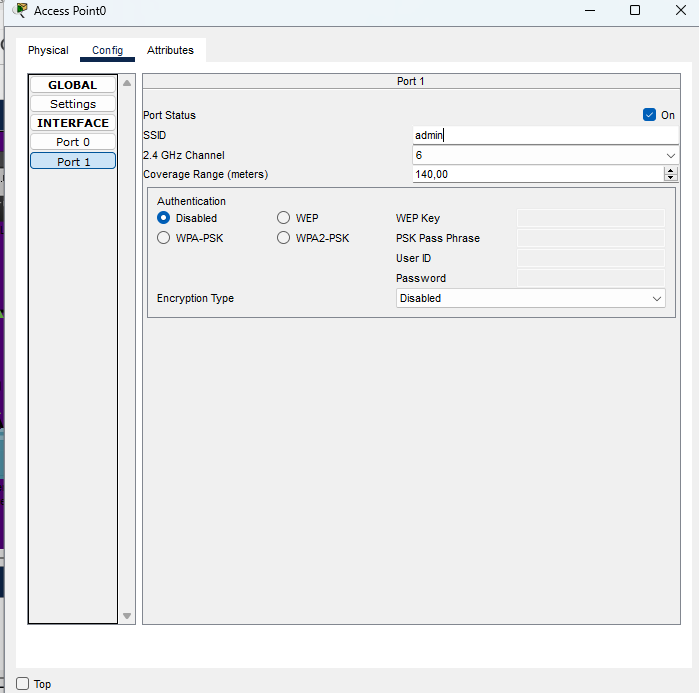 Access Point0
Physical Config Attributes
GLOBAL
Settings
INTERFACE
Port 0
Port 1
Port 1
Port Status On
SSID admin
2.4 GHz Channel 6
Coverage Range (meters) 140,00
Authentication
Disabled WEP WEP Key
WPA-PSK WPA2-PSK PSK Pass Phrase
User ID
Password
Encryption Type Disabled
Top